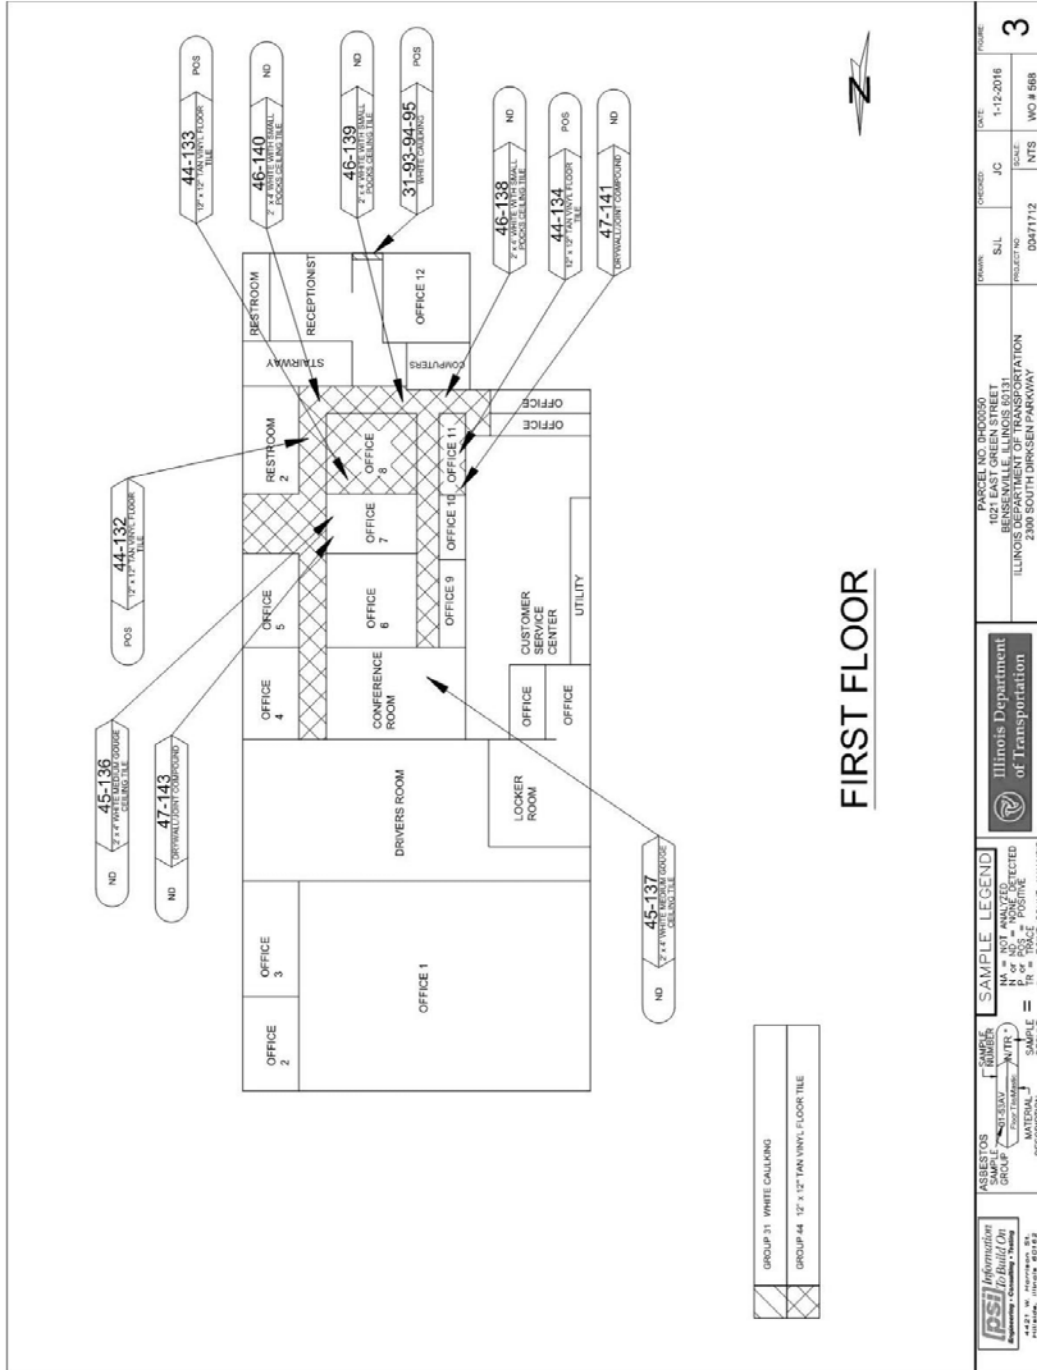 44-133
12" x 12" TAN VINYL FLOOR
TILE
POS
46-140
2' x 4' WHITE WITH SMALL
POCKS CEILING TILE
ND
46-139
2' x 4' WHITE WITH SMALL
POCKS CEILING TILE
ND
31-93-94-95
WHITE CAULKING
POS
46-138
2' x 4' WHITE WITH SMALL
POCKS CEILING TILE
ND
44-134
12" x 12" TAN VINYL FLOOR
TILE
POS
47-141
DRYWALL/JOINT COMPOUND
ND
POS
44-132
12" x 12" TAN VINYL FLOOR
TILE
ND
45-136
2' x 4' WHITE MEDIUM GOUGE
CEILING TILE
ND
47-143
DRYWALL/JOINT COMPOUND
ND
45-137
2' x 4' WHITE MEDIUM GOUGE
CEILING TILE
N
OFFICE
2
OFFICE
3
OFFICE 1
DRIVERS ROOM
LOCKER
ROOM
OFFICE
4
OFFICE
5
CONFERENCE
ROOM
OFFICE
6
OFFICE
7
OFFICE
8
OFFICE 9
OFFICE 10
OFFICE 11
RESTROOM
2
STAIRWAY
RESTROOM
RECEPTIONIST
OFFICE 12
COMPUTERS
OFFICE
OFFICE
CUSTOMER
SERVICE
CENTER
UTILITY
OFFICE
OFFICE
FIRST FLOOR
GROUP 31 WHITE CAULKING
GROUP 44 12" x 12" TAN VINYL FLOOR TILE
psi Information
To Build On
Engineering • Consulting • Testing
4421 W. Harrison St.
Hillside, Illinois 60162
ASBESTOS
SAMPLE
GROUP
SAMPLE
NUMBER
01-53AV
N/TR *
MATERIAL
SAMPLE
SAMPLE LEGEND
=
NA = NOT ANALYZED
N or ND = NONE DETECTED
P or POS = POSITIVE
TR = TRACE
Illinois Department
of Transportation
PARCEL NO. 0HD0050
1021 EAST GREEN STREET
BENSENVILLE, ILLINOIS 60131
ILLINOIS DEPARTMENT OF TRANSPORTATION
2300 SOUTH DIRKSEN PARKWAY
DRAWN:
SJL
CHECKED:
JC
DATE:
1-12-2016
FIGURE:
3
PROJECT NO.
00471712
SCALE:
NTS
WO # 568